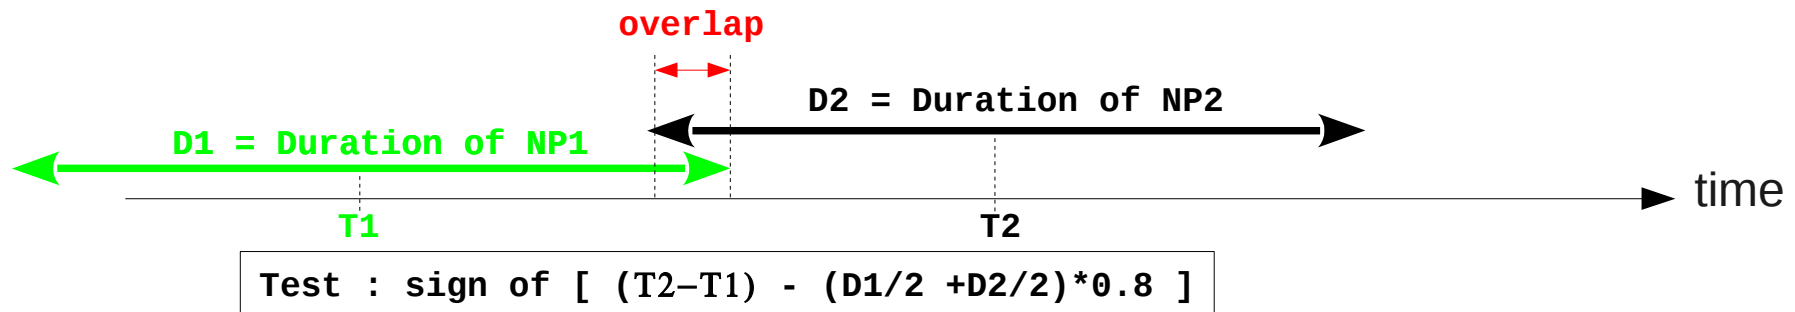 overlap
D2 = Duration of NP2
D1 = Duration of NP1
time
T1
T2
Test : sign of [ (T2−T1) - (D1/2 +D2/2)*0.8 ]